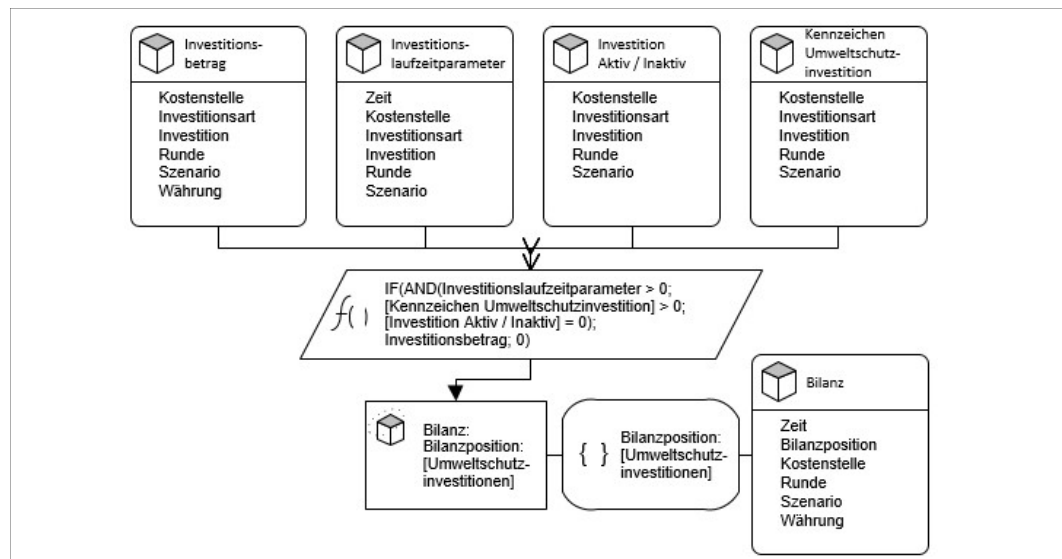 Investitions-
betrag
Kostenstelle
Investitionsart
Investition
Runde
Szenario
Währung
Investitions-
laufzeitparameter
Zeit
Kostenstelle
Investitionsart
Investition
Runde
Szenario
Investition
Aktiv / Inaktiv
Kostenstelle
Investitionsart
Investition
Runde
Szenario
Kennzeichen
Umweltschutz-
investition
Kostenstelle
Investitionsart
Investition
Runde
Szenario
f( )
IF(AND(Investitionslaufzeitparameter > 0;
[Kennzeichen Umweltschutzinvestition] > 0;
[Investition Aktiv / Inaktiv] = 0);
Investitionsbetrag; 0)
Bilanz:
Bilanzposition:
[Umweltschutz-
investitionen]
{ }
Bilanzposition:
[Umweltschutz-
investitionen]
Bilanz
Zeit
Bilanzposition
Kostenstelle
Runde
Szenario
Währung